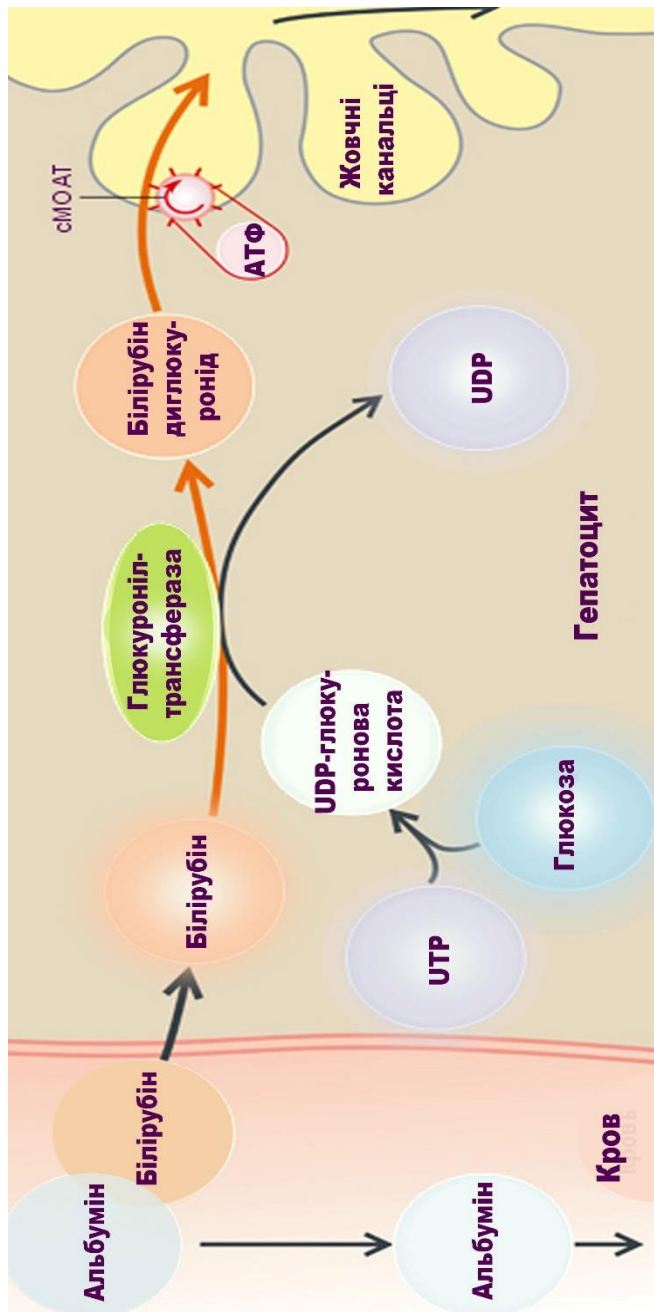 Альбумін
Білірубін
Білірубін
Глюкуроніл-
трансфераза
Білірубін
диглюку-
ронід
cMOAT
АТФ
Жовчні
канальці
UDP-глюку-
ронова
кислота
UTP
Глюкоза
UDP
Альбумін
Кров
Гепатоцит